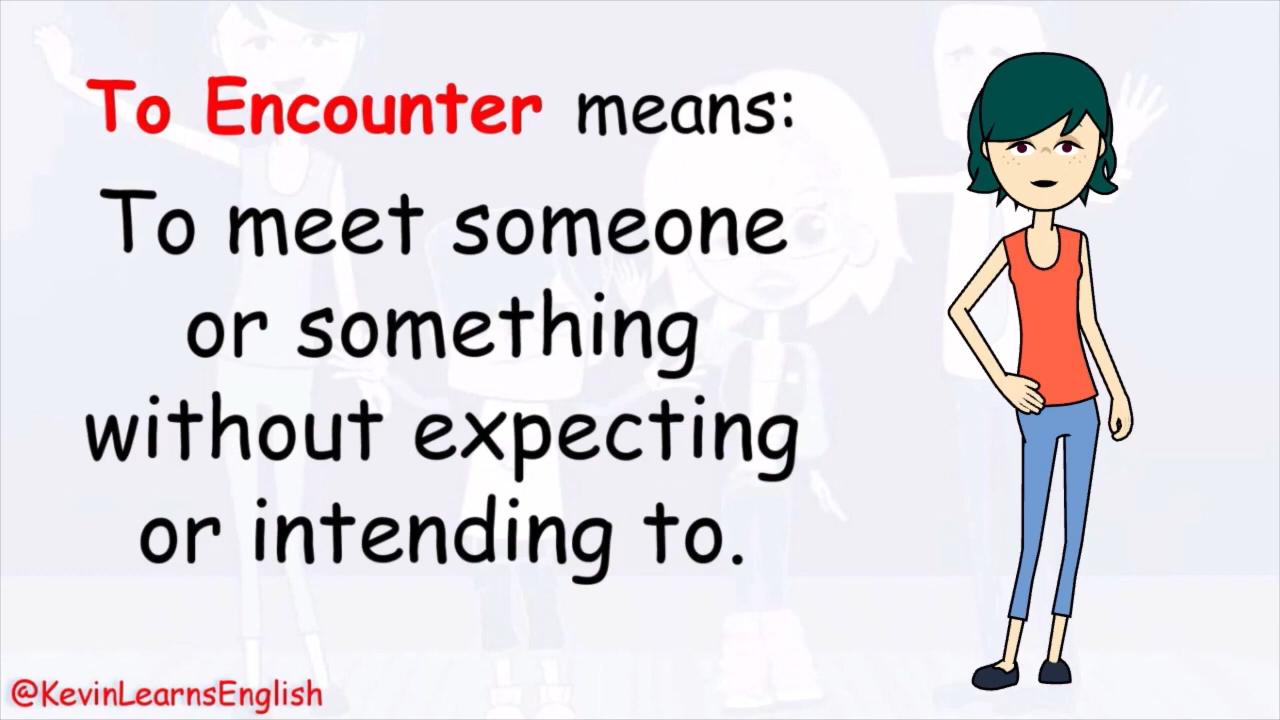 To Encounter means:
To meet someone
or something
without expecting
or intending to.
@KevinLearnsEnglish